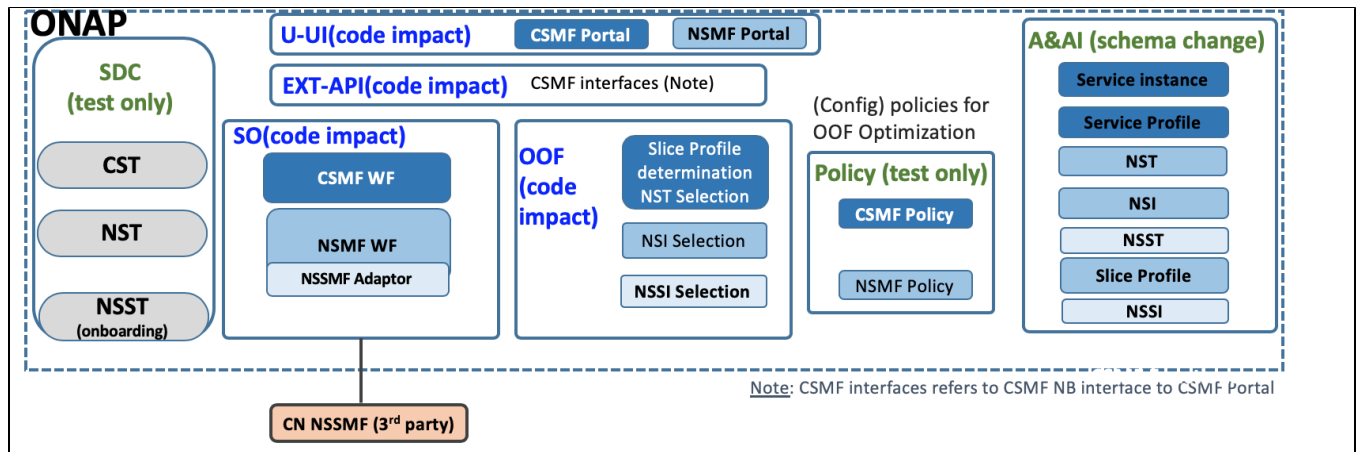 ONAP
SDC
(test only)
CST
NST
NSST
(onboarding)
U-UI(code impact)
CSMF Portal
NSMF Portal
EXT-API(code impact)
CSMF interfaces (Note)
SO(code impact)
CSMF WF
NSMF WF
NSSMF Adaptor
OOF
(code
impact)
Slice Profile
determination
NST Selection
NSI Selection
NSSI Selection
(Config) policies for
OOF Optimization
Policy (test only)
CSMF Policy
NSMF Policy
A&AI (schema change)
Service instance
Service Profile
NST
NSI
NSST
Slice Profile
NSSI
Note: CSMF interfaces refers to CSMF NB interface to CSMF Portal
CN NSSMF (3rd party)